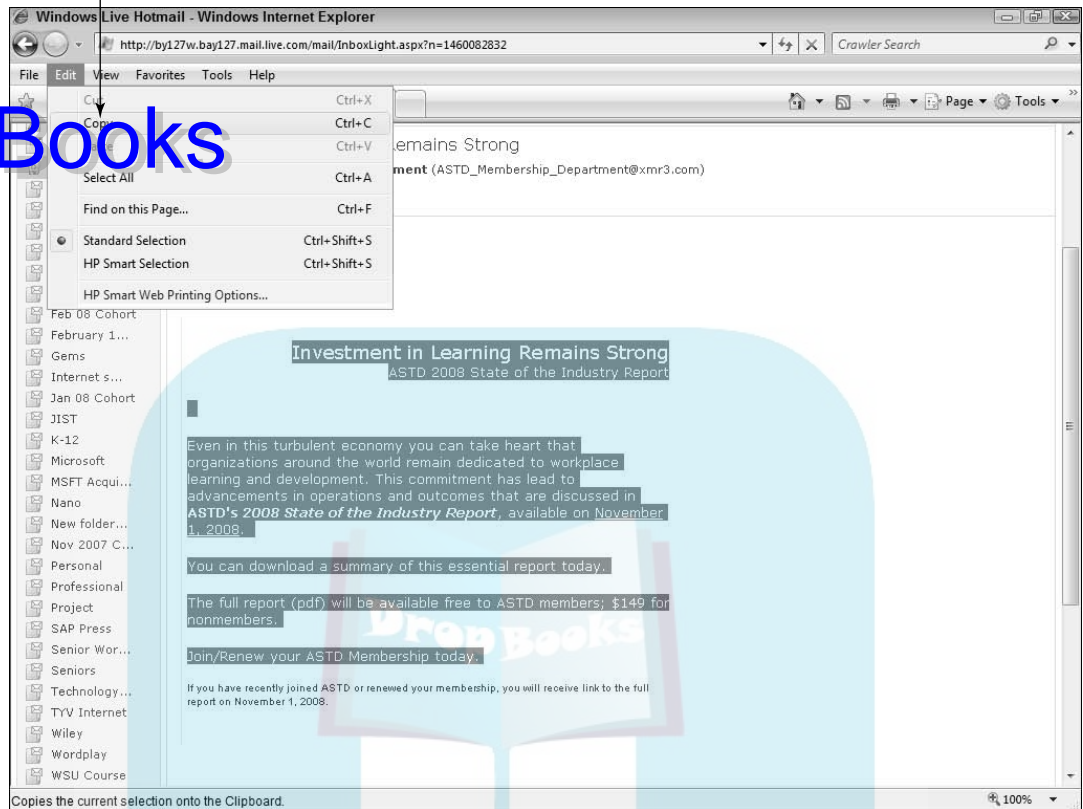 Windows Live Hotmail - Windows Internet Explorer
http://by127w.bay127.mail.live.com/mail/InboxLight.aspx?n=1460082832
Crawler Search
File Edit View Favorites Tools Help
Page Tools
Ctrl+X
Copy Ctrl+C
Ctrl+V
Select All Ctrl+A
Find on this Page... Ctrl+F
Standard Selection Ctrl+Shift+S
HP Smart Selection Ctrl+Shift+S
HP Smart Web Printing Options...
Books
emains Strong
ment (ASTD_Membership_Department@xmr3.com)
Feb 08 Cohort
February 1...
Gems
Internet s...
Jan 08 Cohort
JIST
K-12
Microsoft
MSFT Acqui...
Nano
New folder...
Nov 2007 C...
Personal
Professional
Project
SAP Press
Senior Wor...
Seniors
Technology...
TYV Internet
Wiley
Wordplay
WSU Course
Investment in Learning Remains Strong
ASTD 2008 State of the Industry Report
Even in this turbulent economy you can take heart that
organizations around the world remain dedicated to workplace
learning and development. This commitment has lead to
advancements in operations and outcomes that are discussed in
ASTD's 2008 State of the Industry Report, available on November
1, 2008.
You can download a summary of this essential report today.
The full report (pdf) will be available free to ASTD members; $149 for
nonmembers.
Join/Renew your ASTD Membership today.
If you have recently joined ASTD or renewed your membership, you will receive link to the full
report on November 1, 2008.
DropBooks
Copies the current selection onto the Clipboard.
100%